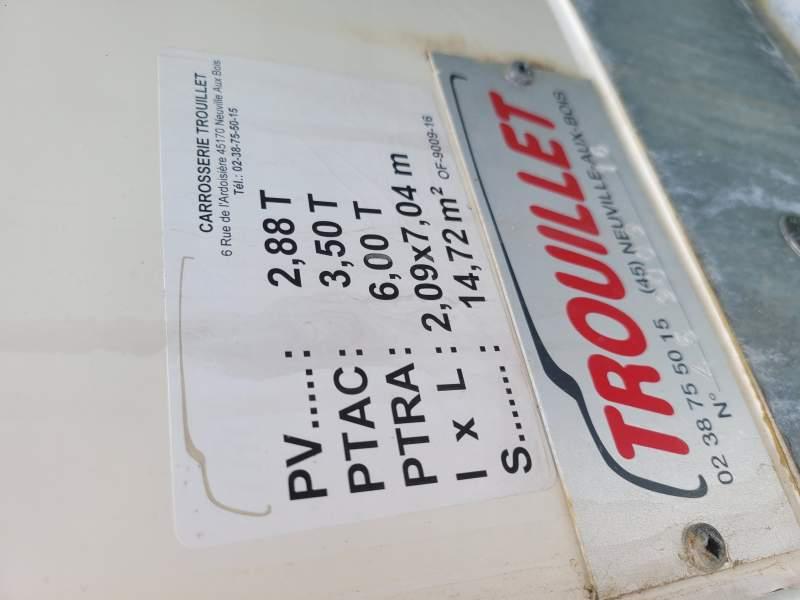 CARROSSERIE TROUILLET
6 Rue de l'Ardoisière 45170 Neuville Aux Bois
Tél.: 02-38-75-50-15
PV.....: 2,88 T
PTAC: 3,50 T
PTRA: 6,00 T
l x L : 2,09x7,04 m
S.......: 14,72 m² OF-9009-16
TROUILLET
02 38 75 50 15 (45) NEUVILLE-AUX-BOIS
N°